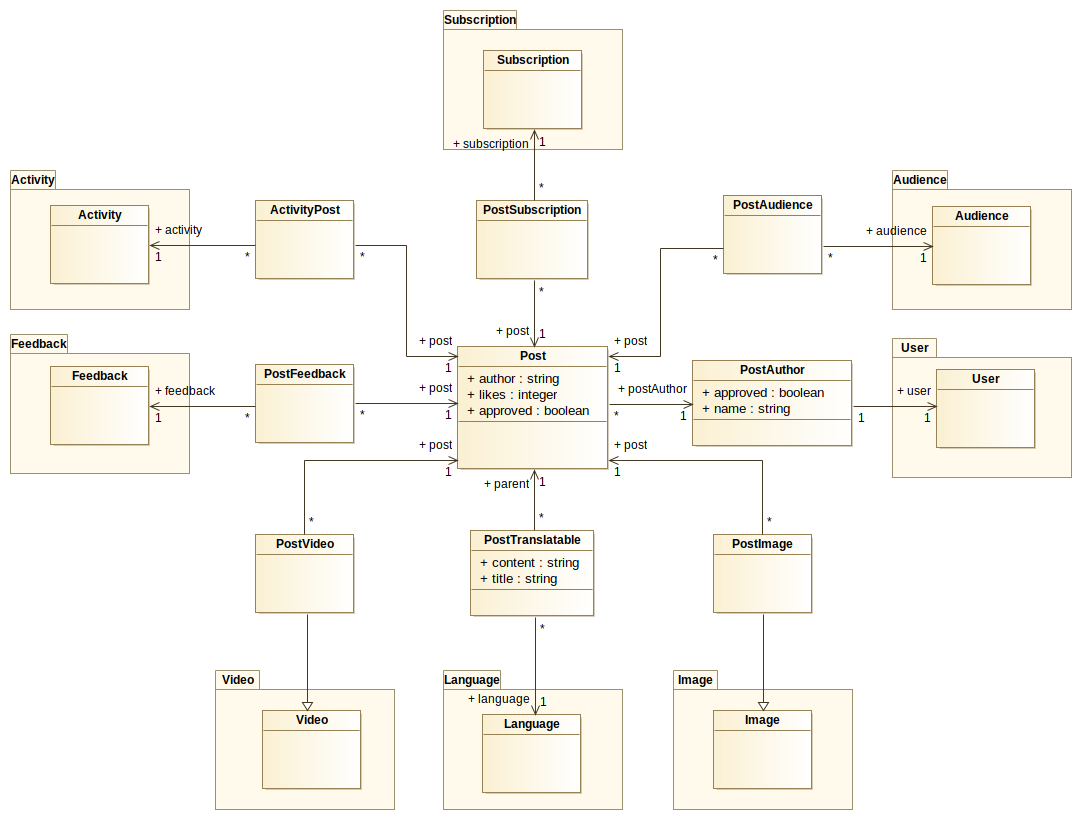 Subscription
Subscription
+ subscription
1
*
Activity
Activity
+ activity
1
*
ActivityPost
*
PostSubscription
*
PostAudience
*
*
Audience
Audience
+ audience
1
+ post
1
+ post
1
+ post
1
Feedback
Feedback
+ feedback
1
*
PostFeedback
*
+ post
1
Post
+ author : string
+ likes : integer
+ approved : boolean
+ postAuthor
*
1
PostAuthor
+ approved : boolean
+ name : string
1
User
User
+ user
1
+ post
1
+ parent
1
+ post
1
*
*
*
PostVideo
PostTranslatable
+ content : string
+ title : string
*
PostImage
Video
Video
Language
+ language
1
Language
Image
Image